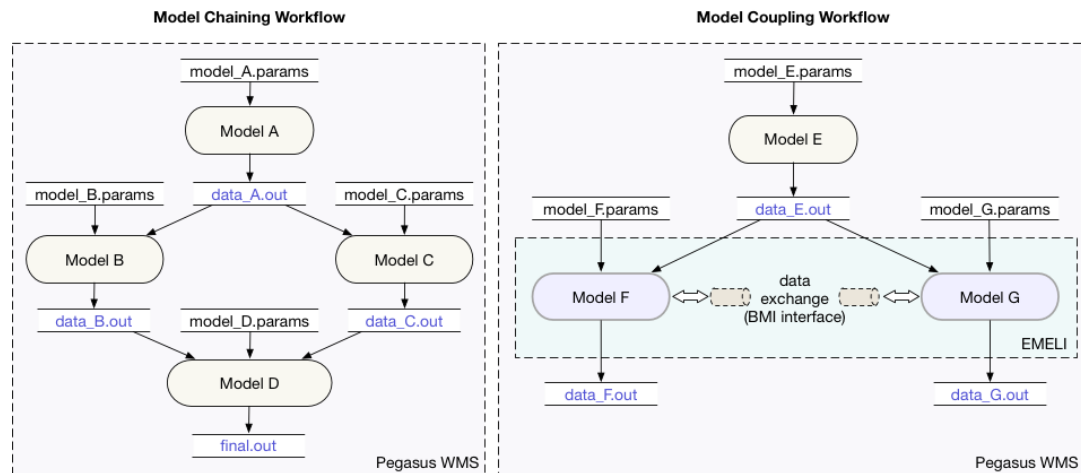 Model Chaining Workflow
model_A.params
Model A
model_B.params
data_A.out
model_C.params
Model B
Model C
data_B.out
model_D.params
data_C.out
Model D
final.out
Pegasus WMS
Model Coupling Workflow
model_E.params
Model E
model_F.params
data_E.out
model_G.params
Model F
data
exchange
(BMI interface)
Model G
EMELI
data_F.out
data_G.out
Pegasus WMS